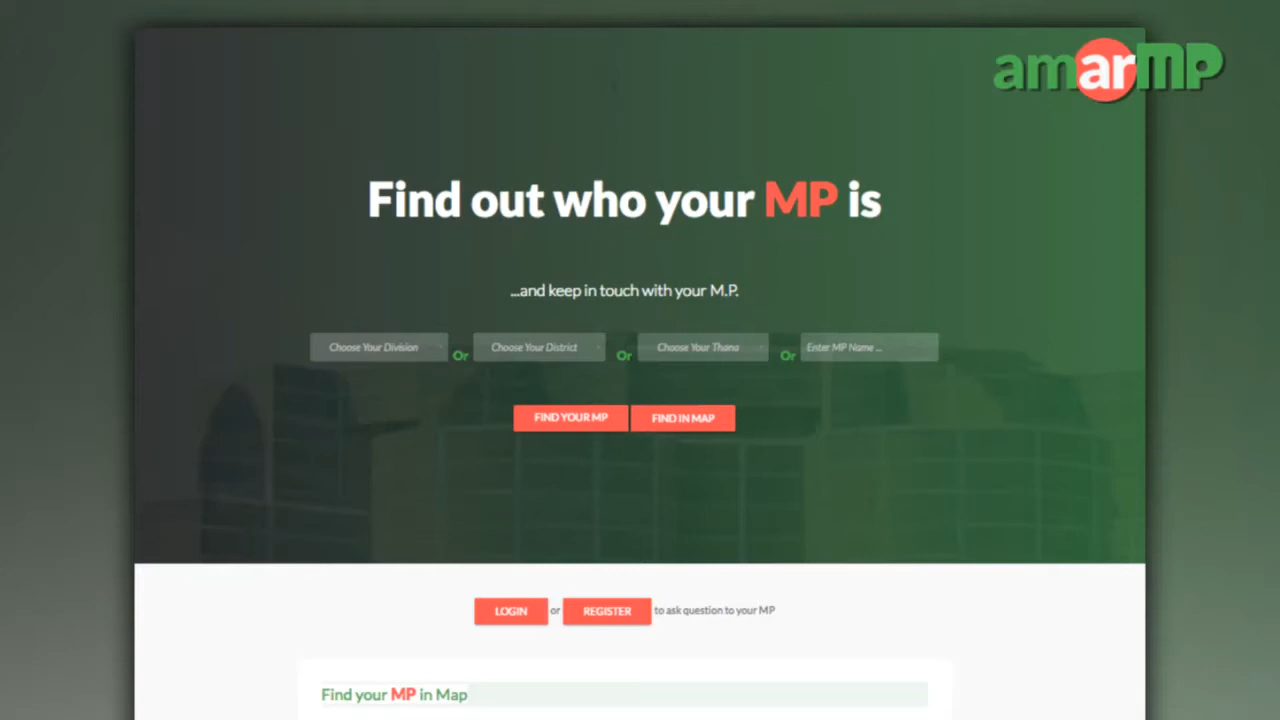 amarMP
Find out who your MP is
...and keep in touch with your M.P.
Choose Your Division Or Choose Your District Or Choose Your Thana Or Enter MP Name ...
FIND YOUR MP FIND IN MAP
LOGIN or REGISTER to ask question to your MP
Find your MP in Map